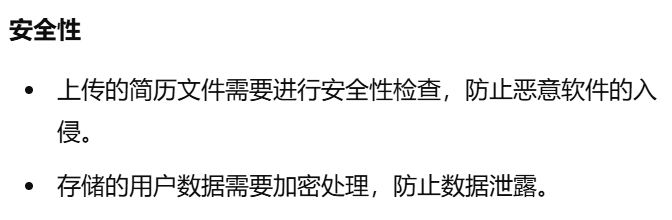 安全性
• 上传的简历文件需要进行安全性检查，防止恶意软件的入
侵。
• 存储的用户数据需要加密处理，防止数据泄露。